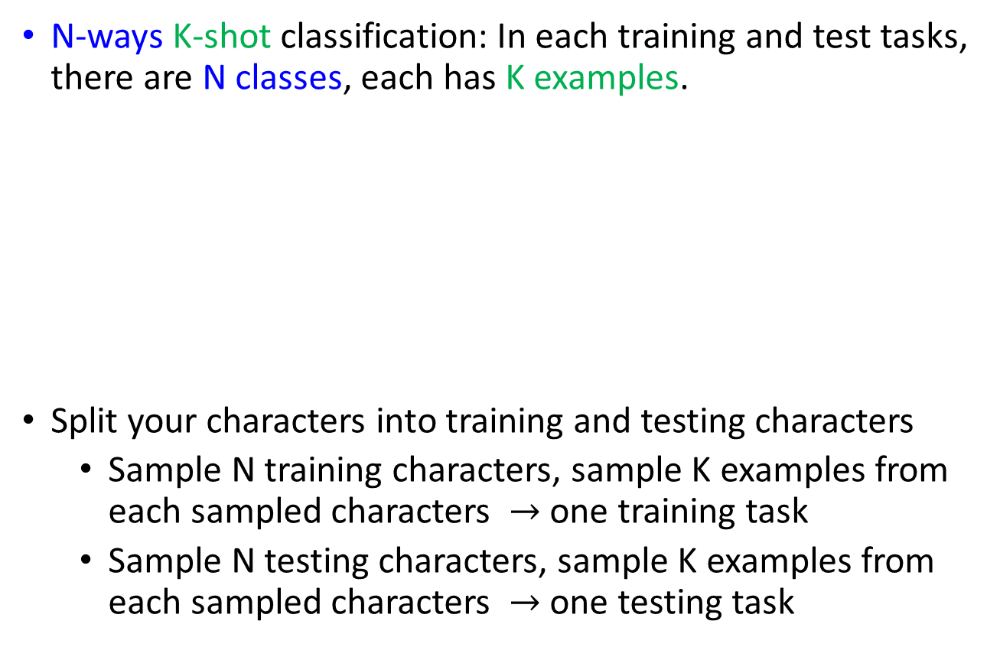 • N-ways K-shot classification: In each training and test tasks,
there are N classes, each has K examples.
• Split your characters into training and testing characters
• Sample N training characters, sample K examples from
each sampled characters → one training task
• Sample N testing characters, sample K examples from
each sampled characters → one testing task